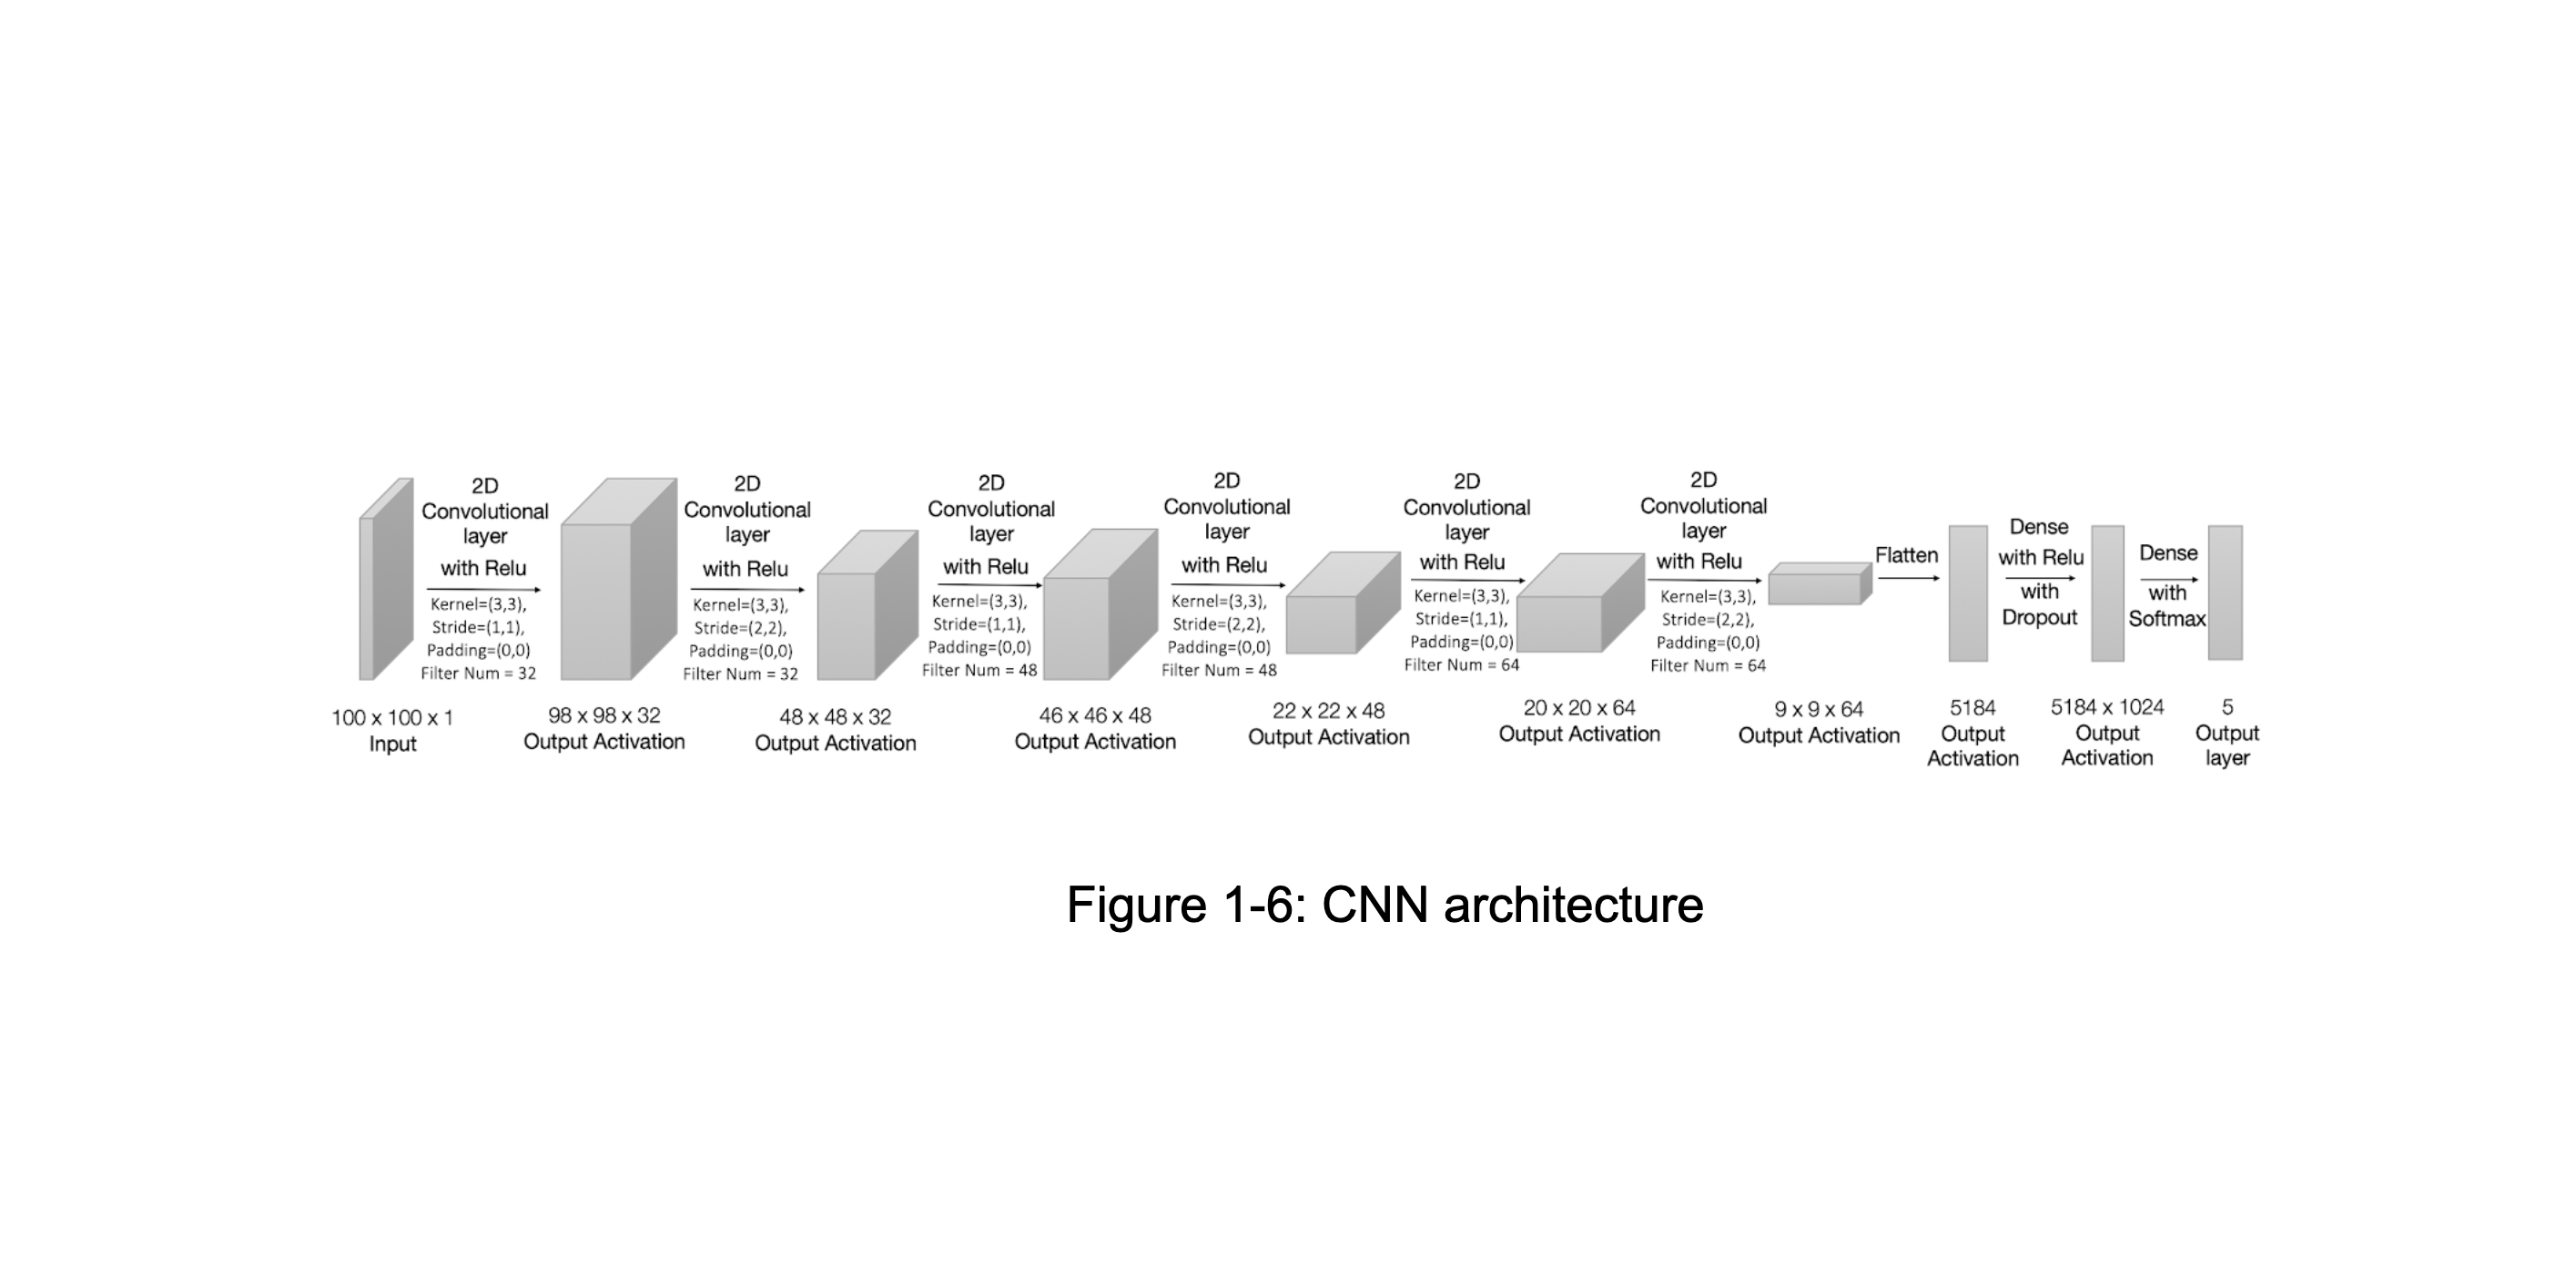 2D
Convolutional
layer
with Relu
Kernel=(3,3),
Stride=(1,1),
Padding=(0,0)
Filter Num = 32
2D
Convolutional
layer
with Relu
Kernel=(3,3),
Stride=(2,2),
Padding=(0,0)
Filter Num = 32
2D
Convolutional
layer
with Relu
Kernel=(3,3),
Stride=(1,1),
Padding=(0,0)
Filter Num = 48
2D
Convolutional
layer
with Relu
Kernel=(3,3),
Stride=(2,2),
Padding=(0,0)
Filter Num = 48
2D
Convolutional
layer
with Relu
Kernel=(3,3),
Stride=(1,1),
Padding=(0,0)
Filter Num = 64
2D
Convolutional
layer
with Relu
Kernel=(3,3),
Stride=(2,2),
Padding=(0,0)
Filter Num = 64
Flatten
Dense
with Relu
with
Dropout
Dense
with
Softmax
100 x 100 x 1
Input
98 x 98 x 32
Output Activation
48 x 48 x 32
Output Activation
46 x 46 x 48
Output Activation
22 x 22 x 48
Output Activation
20 x 20 x 64
Output Activation
9 x 9 x 64
Output Activation
5184
Output
Activation
5184 x 1024
Output
Activation
5
Output
layer
Figure 1-6: CNN architecture